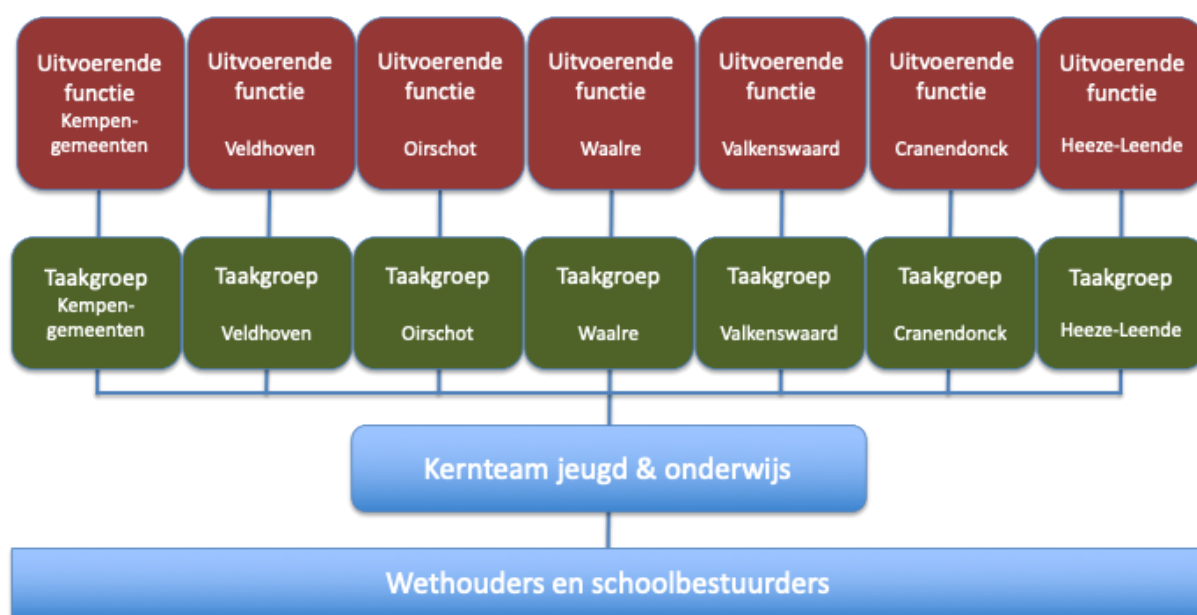 Uitvoerende
functie
Kempen-
gemeenten
Uitvoerende
functie
Veldhoven
Uitvoerende
functie
Oirschot
Uitvoerende
functie
Waalre
Uitvoerende
functie
Valkenswaard
Uitvoerende
functie
Cranendonck
Uitvoerende
functie
Heeze-Leende
Taakgroep
Kempen-
gemeenten
Taakgroep
Veldhoven
Taakgroep
Oirschot
Taakgroep
Waalre
Taakgroep
Valkenswaard
Taakgroep
Cranendonck
Taakgroep
Heeze-Leende
Kernteam jeugd & onderwijs
Wethouders en schoolbestuurders